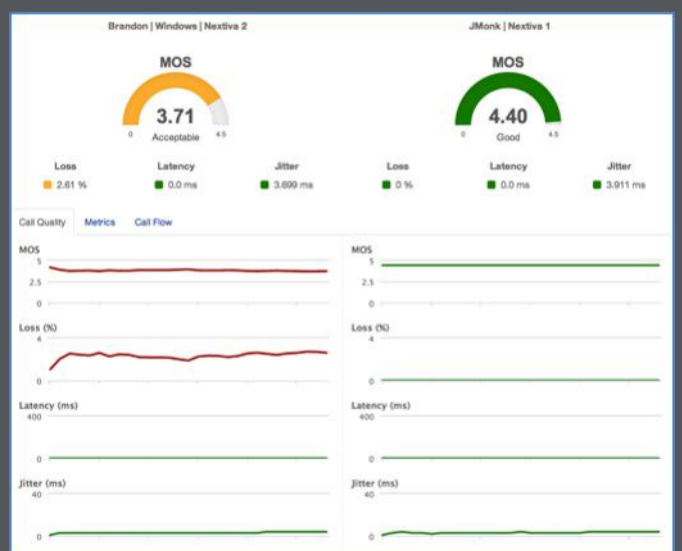 Brandon | Windows | Nextiva 2
JMonk | Nextiva 1
MOS
MOS
3.71
4.40
0 Acceptable 4.5
0 Good 4.5
Loss Latency Jitter
Loss Latency Jitter
2.61 % 0.0 ms 3.699 ms
0 % 0.0 ms 3.911 ms
Call Quality Metrics Call Flow
MOS
5
2.5
0
MOS
5
2.5
0
Loss (%)
4
0
Loss (%)
4
0
Latency (ms)
400
0
Latency (ms)
400
0
Jitter (ms)
40
0
Jitter (ms)
40
0